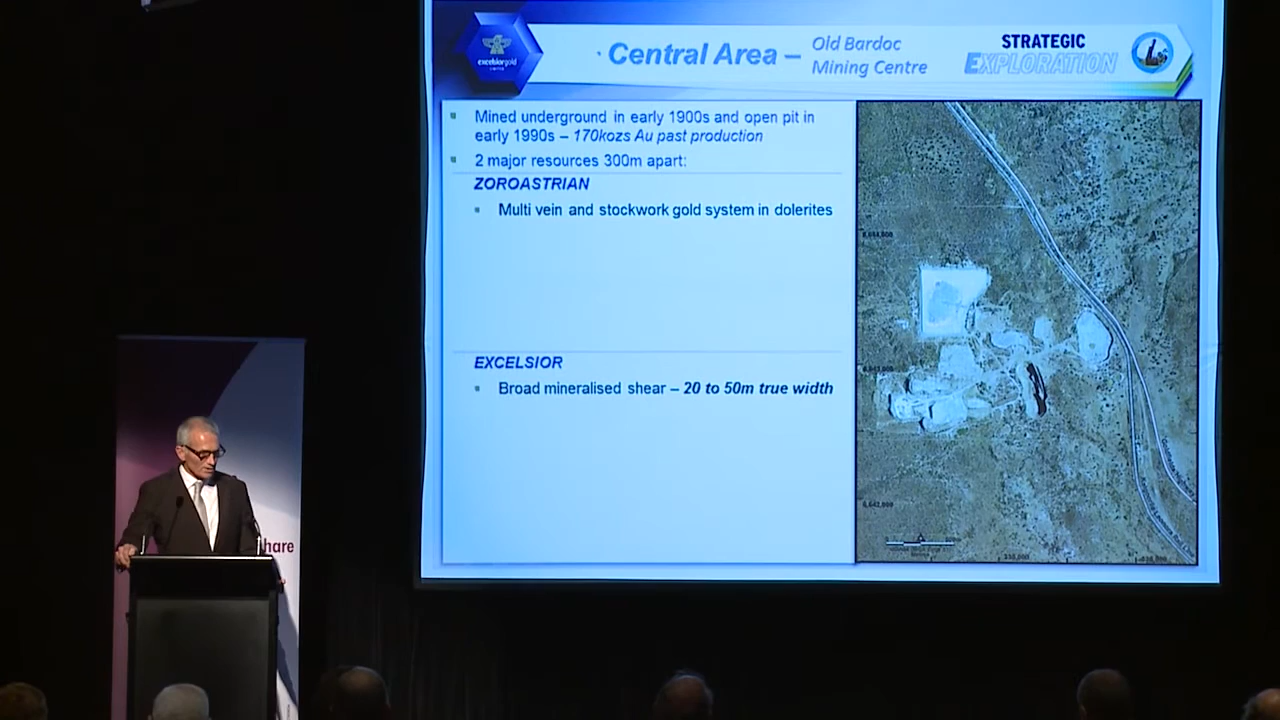 excelsiorgold
Central Area –
Old Bardoc
Mining Centre
STRATEGIC
EXPLORATION
Mined underground in early 1900s and open pit in
early 1990s – 170kozs Au past production
2 major resources 300m apart:
ZOROASTRIAN
Multi vein and stockwork gold system in dolerites
EXCELSIOR
Broad mineralised shear – 20 to 50m true width
hare